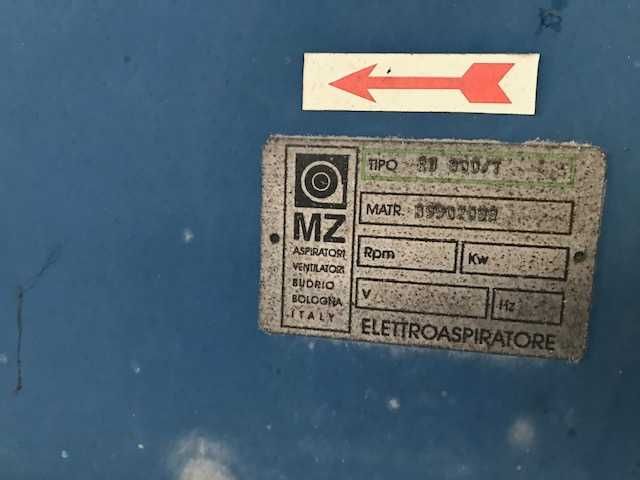 TIPO
MATR.
Rpm Kw
V Hz
MZ
ASPIRATORI
VENTILATORI
BUDRIO
BOLOGNA
ITALY
ELETTROASPIRATORE